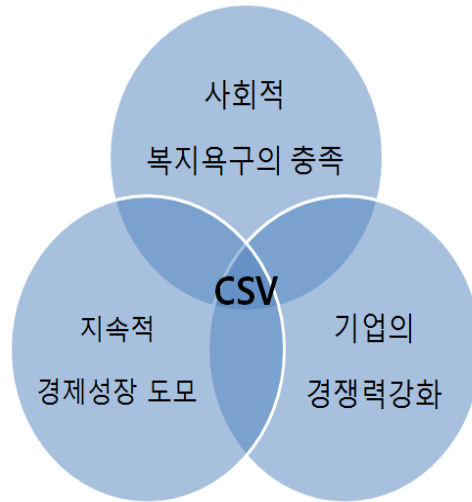 사회적
복지욕구의 충족
CSV
지속적
경제성장 도모
기업의
경쟁력강화